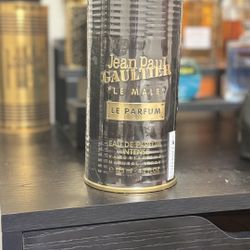 Jean Paul
GAULTIER
"LE MALE"
LE PARFUM
EAU DE PARFUM
INTENSE